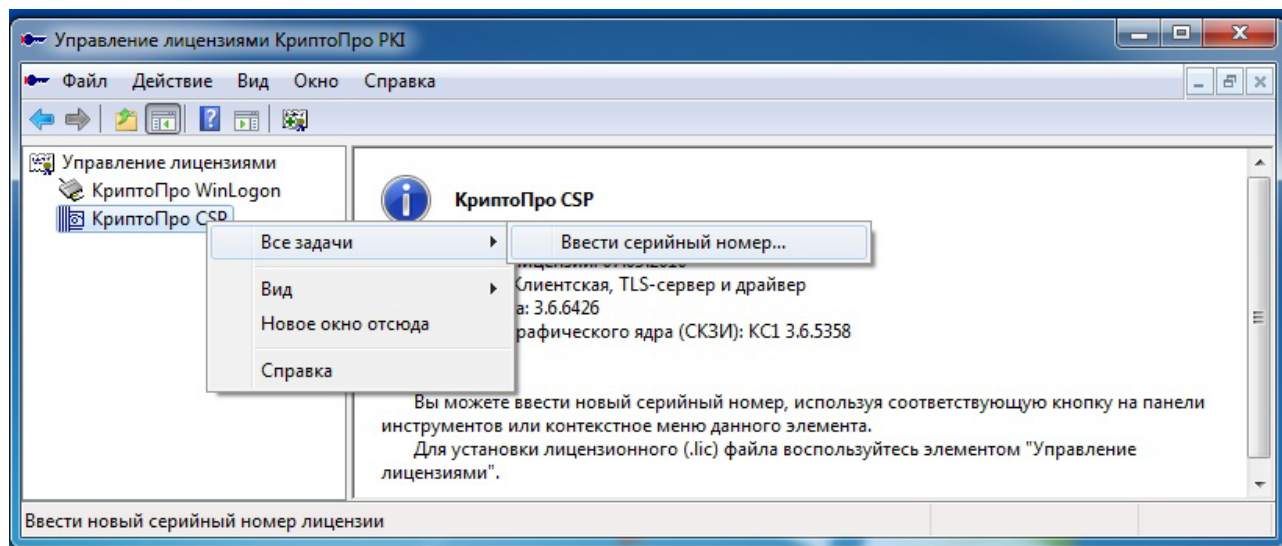 Управление лицензиями КриптоПро PKI
Файл Действие Вид Окно Справка
Управление лицензиями
КриптоПро WinLogon
КриптоПро CSP
КриптоПро CSP
Все задачи
Ввести серийный номер...
Вид
Новое окно отсюда
Справка
Клиентская, TLS-сервер и драйвер
а: 3.6.6426
рафического ядра (СКЗИ): КС1 3.6.5358
Вы можете ввести новый серийный номер, используя соответствующую кнопку на панели
инструментов или контекстное меню данного элемента.
Для установки лицензионного (.lic) файла воспользуйтесь элементом "Управление
лицензиями".
Ввести новый серийный номер лицензии